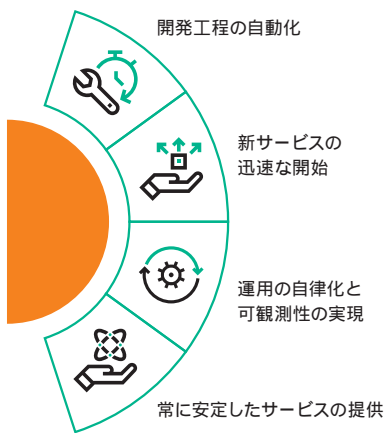 開発工程の自動化
新サービスの
迅速な開始
運用の自律化と
可観測性の実現
常に安定したサービスの提供